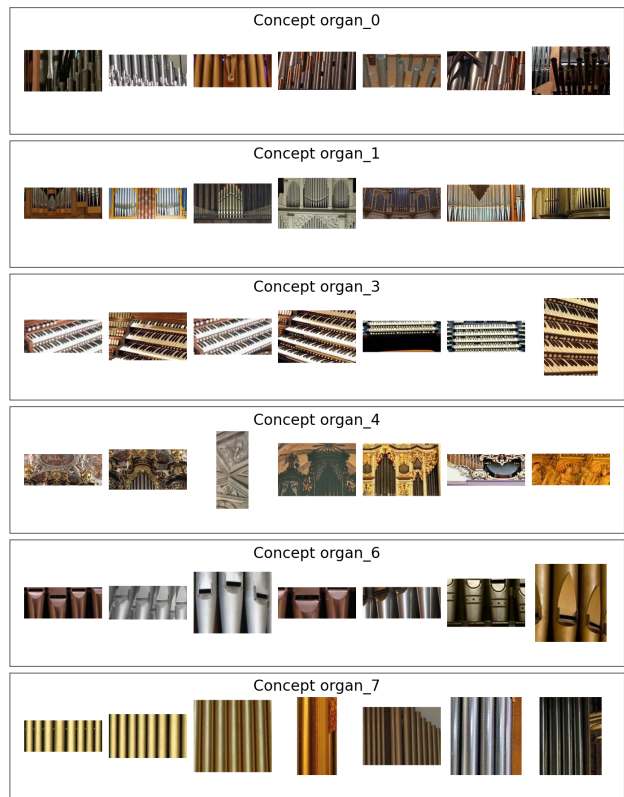 Concept organ_0
Concept organ_1
Concept organ_3
Concept organ_4
Concept organ_6
Concept organ_7